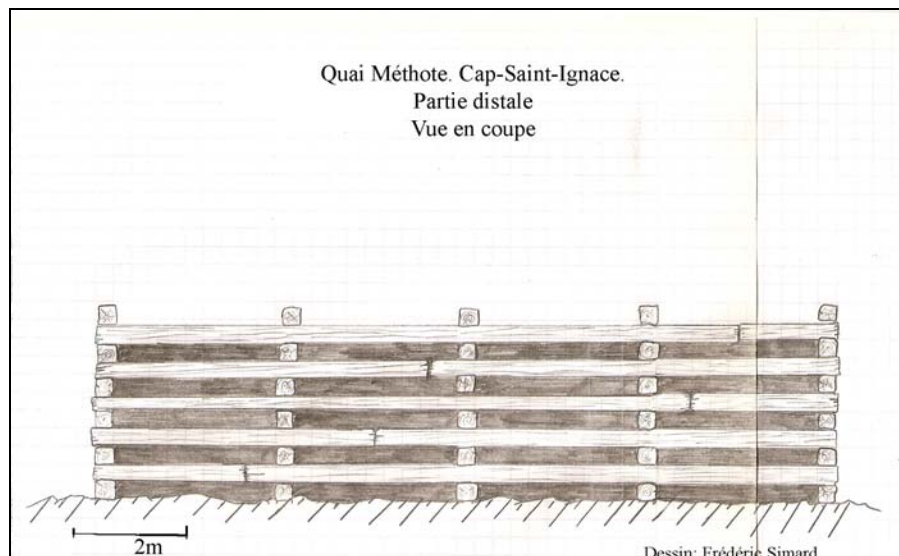 Quai Méthote. Cap-Saint-Ignace.
Partie distale
Vue en coupe
2m
Dessin: Frédéric Simard